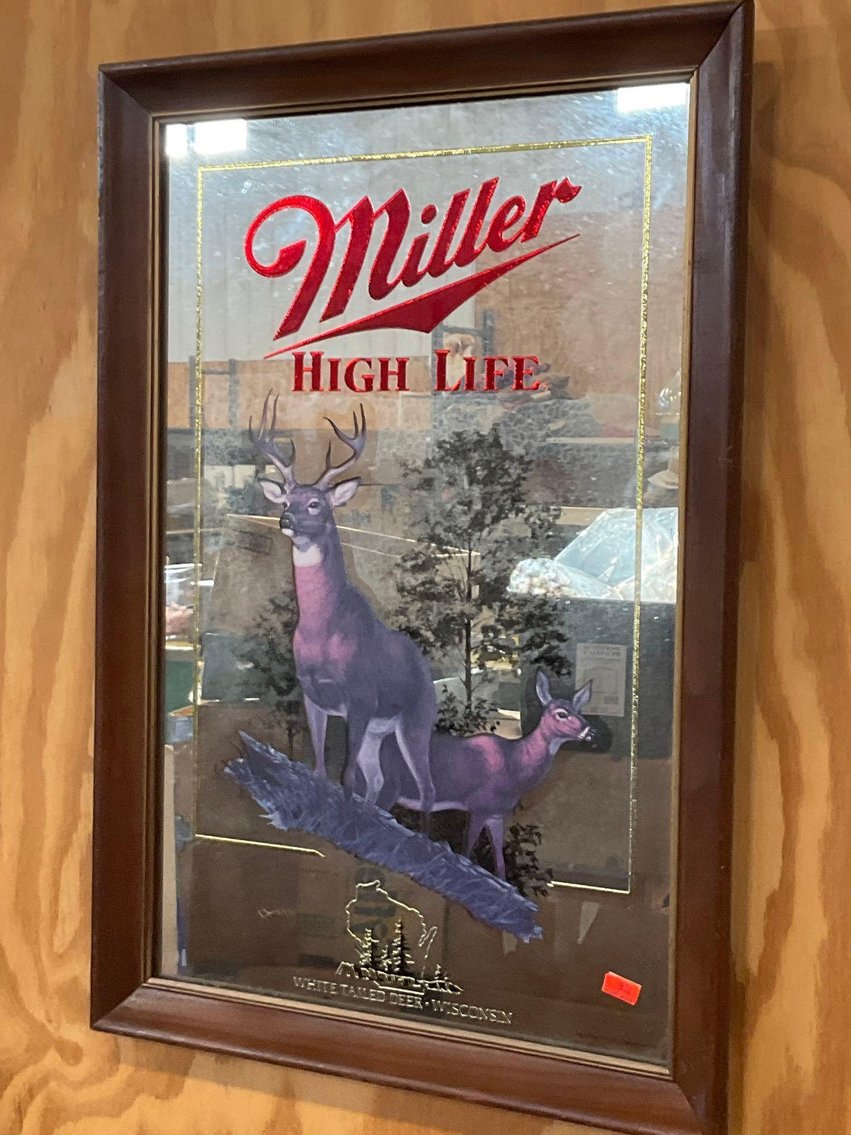 Miller
HIGH LIFE
WHITE TAILED DEER • WISCONSIN